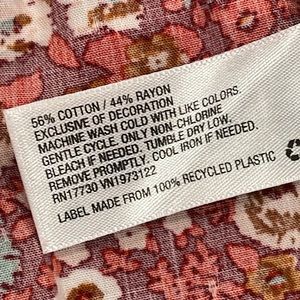 56% COTTON / 44% RAYON
EXCLUSIVE OF DECORATION
MACHINE WASH COLD WITH LIKE COLORS.
GENTLE CYCLE. ONLY NON-CHLORINE
BLEACH IF NEEDED. TUMBLE DRY LOW.
REMOVE PROMPTLY. COOL IRON IF NEEDED.
RN17730 VN1973122
LABEL MADE FROM 100% RECYCLED PLASTIC